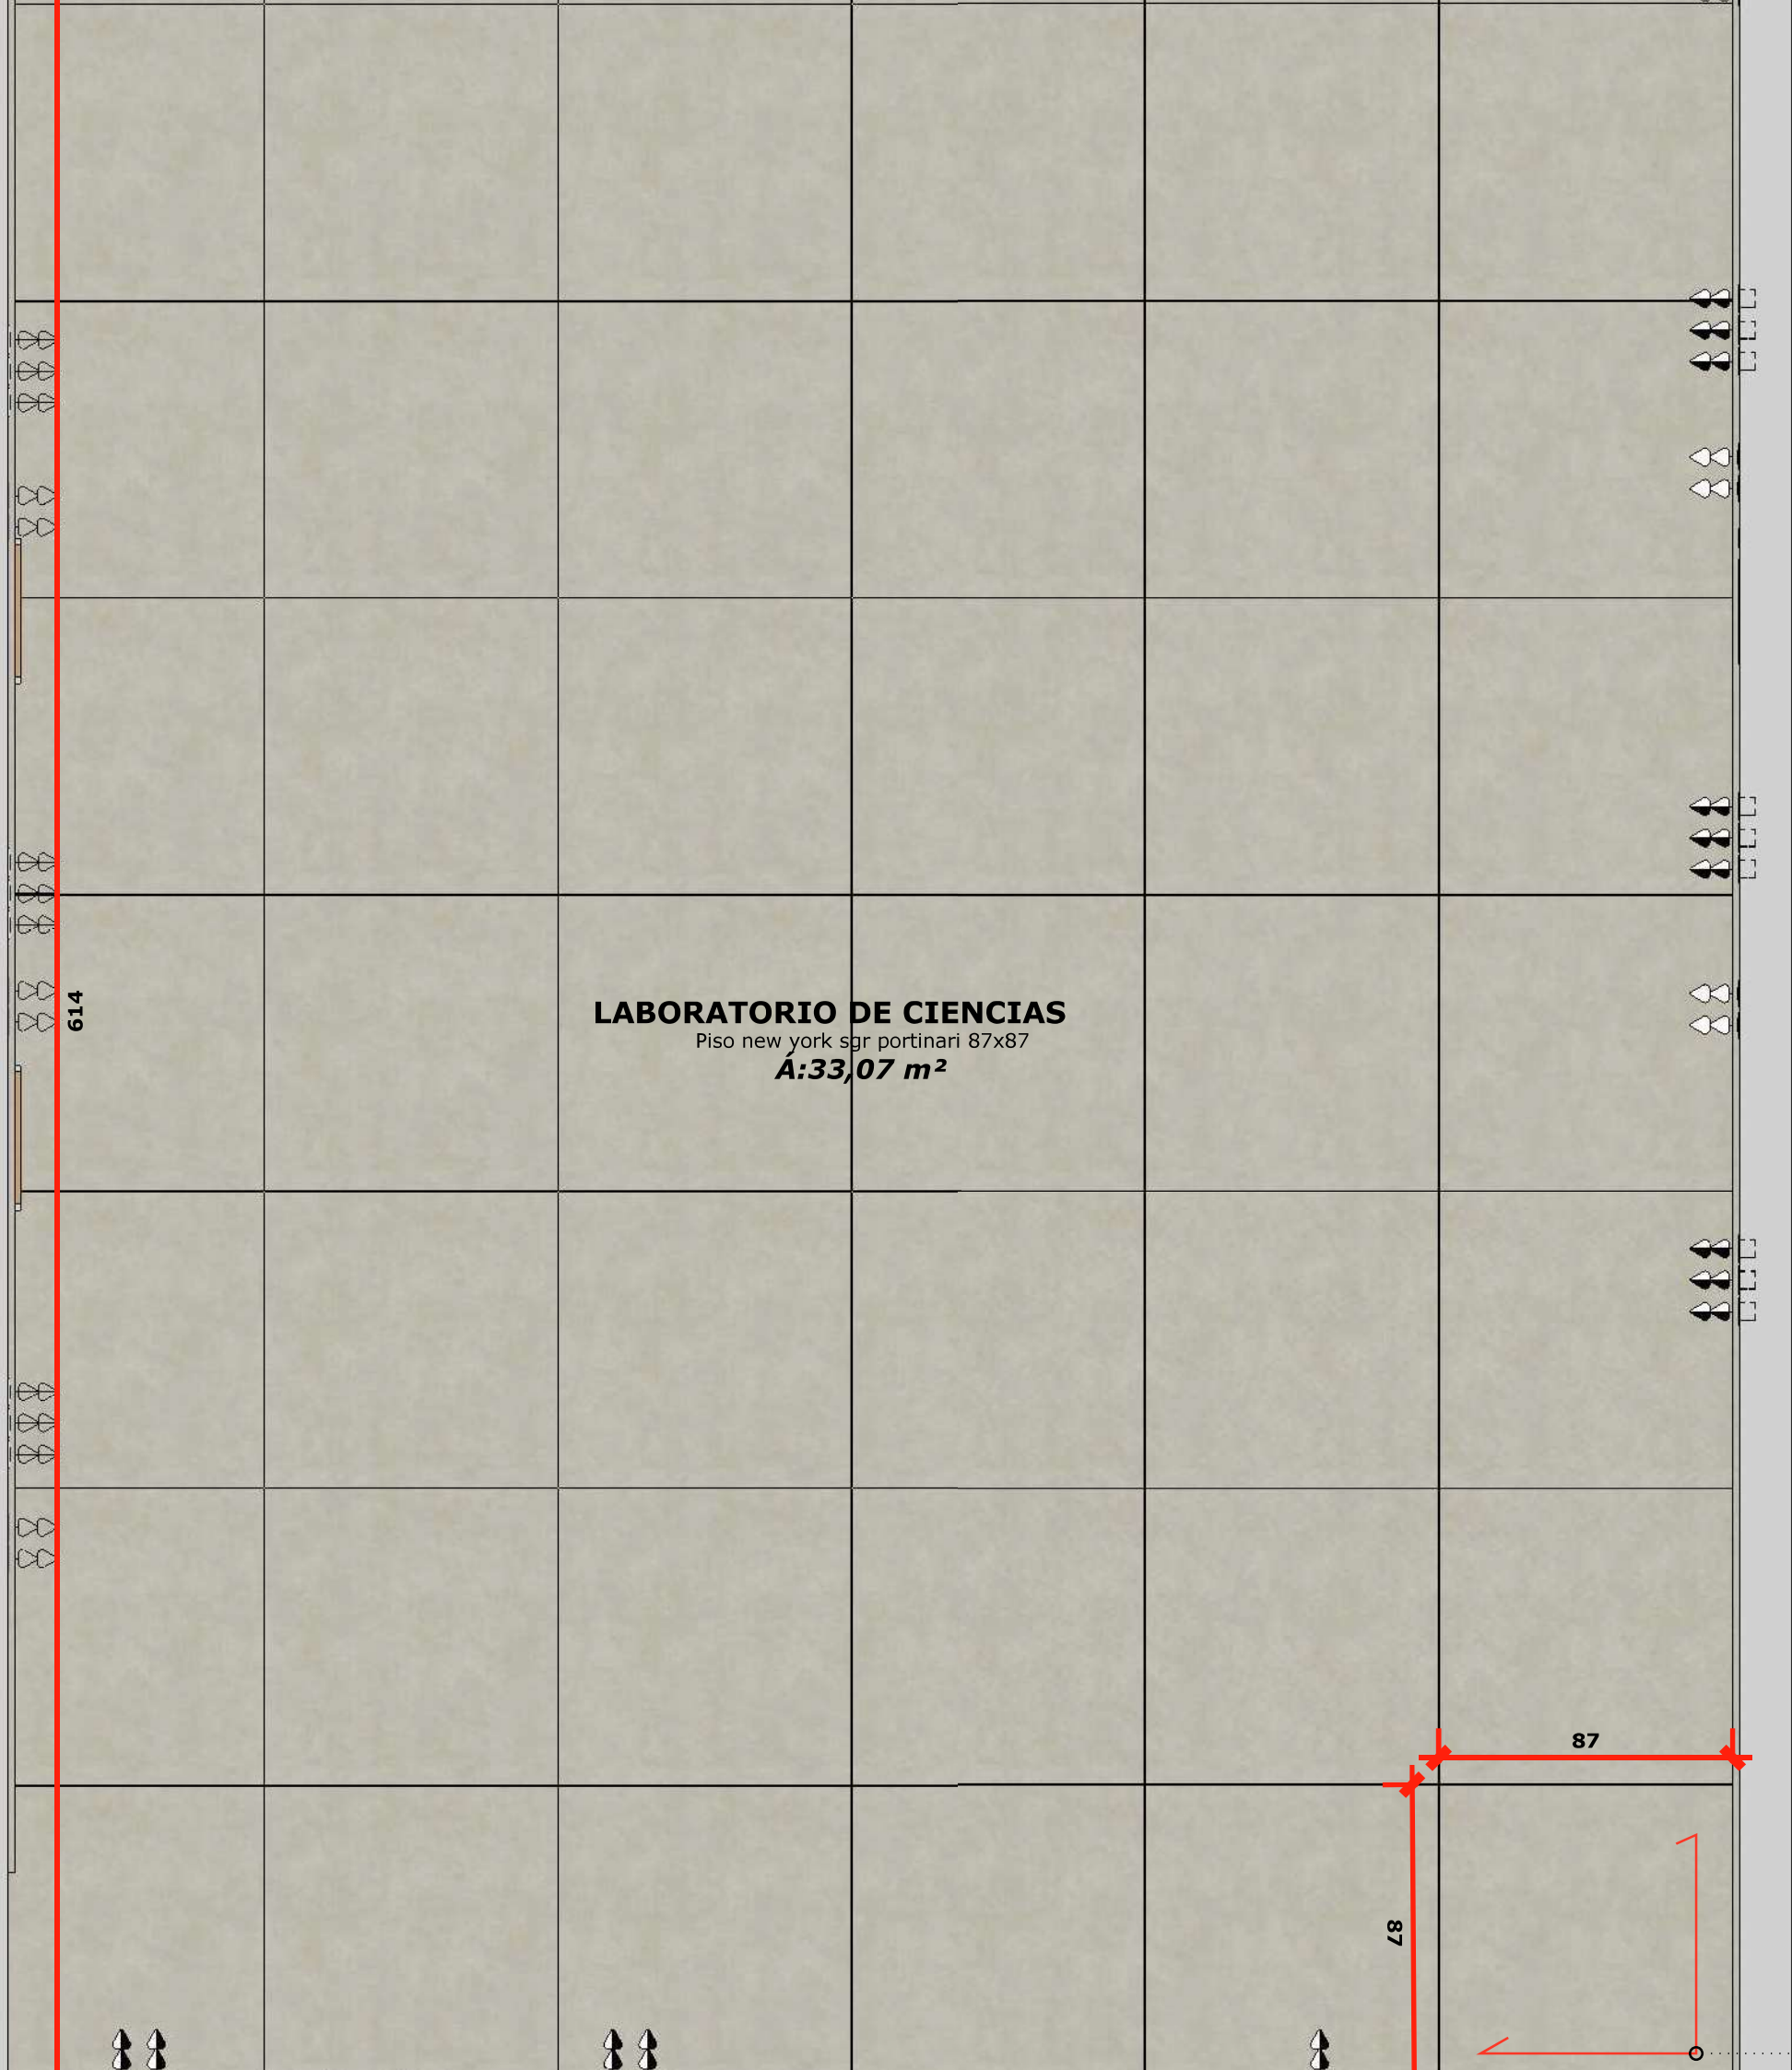 614
LABORATORIO DE CIENCIAS
Piso new york sgr portinari 87x87
Á:33,07 m²
87
87